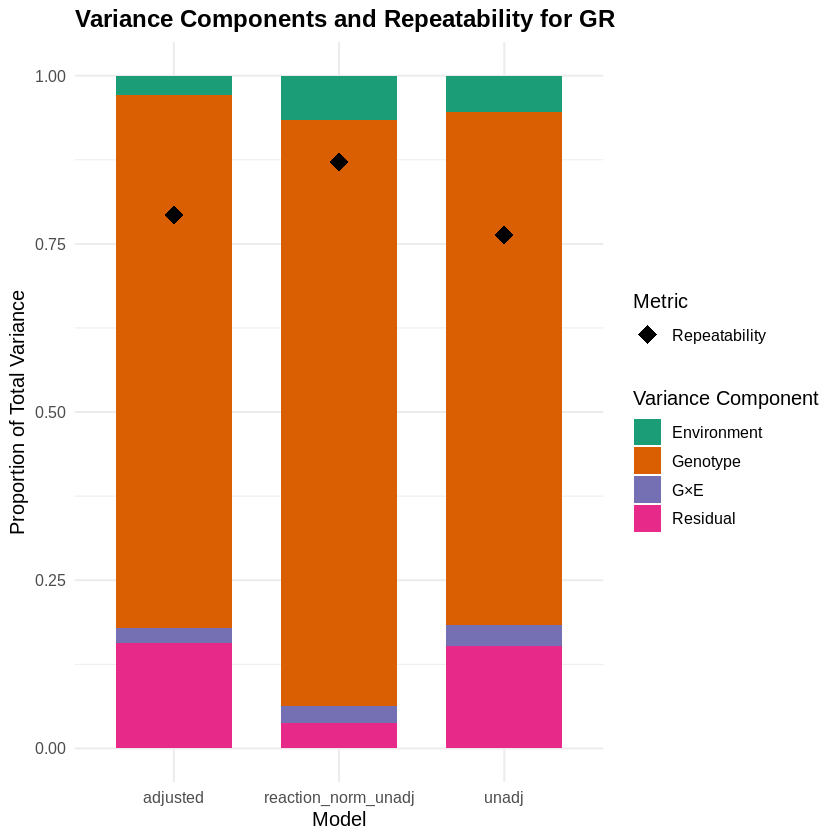 Variance Components and Repeatability for GR
Proportion of Total Variance
1.00
0.75
0.50
0.25
0.00
adjusted
reaction_norm_unadj
unadj
Model
Metric
Repeatability
Variance Component
Environment
Genotype
G×E
Residual